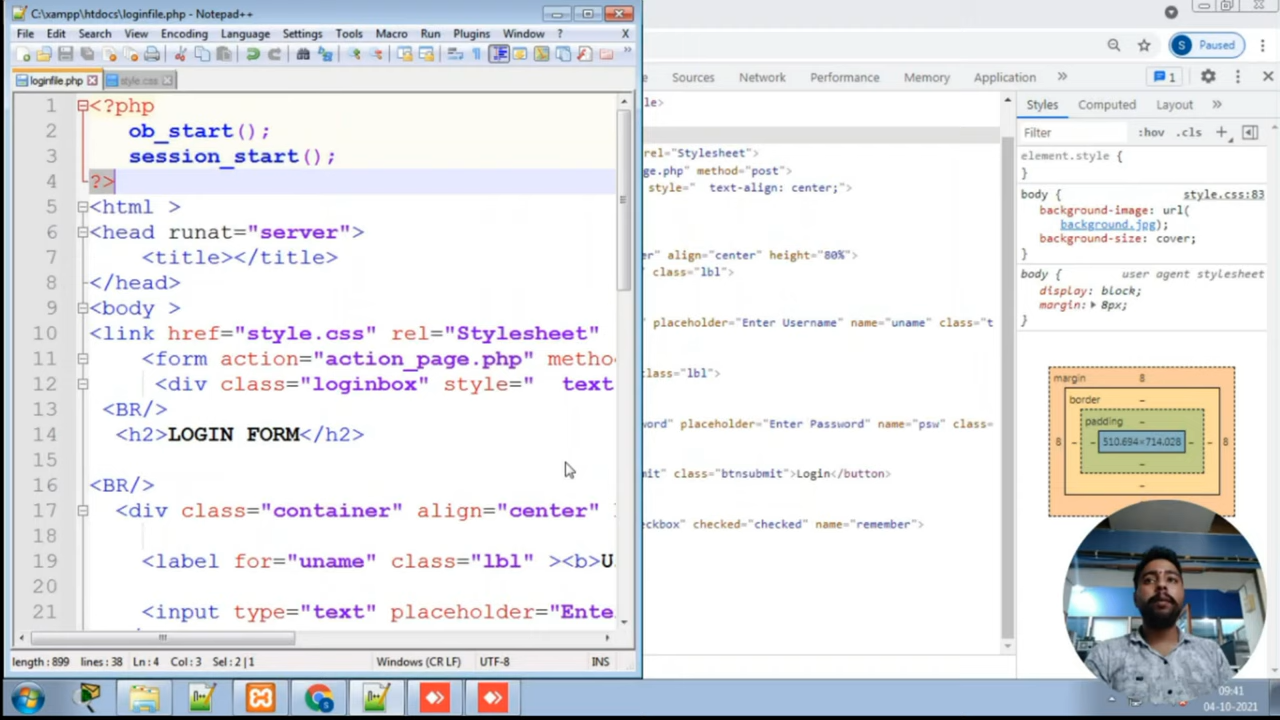 C:\xampp\htdocs\loginfile.php - Notepad++
File Edit Search View Encoding Language Settings Tools Macro Run Plugins Window ? X
loginfile.php style.css
1 <?php
2 ob_start();
3 session_start();
4 ?>
5 <html >
6 <head runat="server">
7 <title></title>
8 </head>
9 <body >
10 <link href="style.css" rel="Stylesheet"
11 <form action="action_page.php" metho
12 <div class="loginbox" style=" text
13 <BR/>
14 <h2>LOGIN FORM</h2>
15
16 <BR/>
17 <div class="container" align="center"
18
19 <label for="uname" class="lbl" ><b>U
20
21 <input type="text" placeholder="Ente
length : 899 lines : 38 Ln : 4 Col : 3 Sel : 2 | 1 Windows (CR LF) UTF-8 INS
S Paused
Sources Network Performance Memory Application » 1
le>
rel="Stylesheet">
ge.php" method="post">
style=" text-align: center;">
er" align="center" height="80%">
class="lbl">
placeholder="Enter Username" name="uname" class="t
class="lbl">
ord" placeholder="Enter Password" name="psw" class=
mit" class="btnsubmit">Login</button>
eckbox" checked="checked" name="remember">
Styles Computed Layout »
Filter :hov .cls +
element.style {
}
body { style.css:83
background-image: url(
background.jpg);
background-size: cover;
}
body { user agent stylesheet
display: block;
margin: 8px;
}
margin 8
border –
padding –
8 – – 510.694×714.028 – – 8
–
–
09:41
04-10-2021